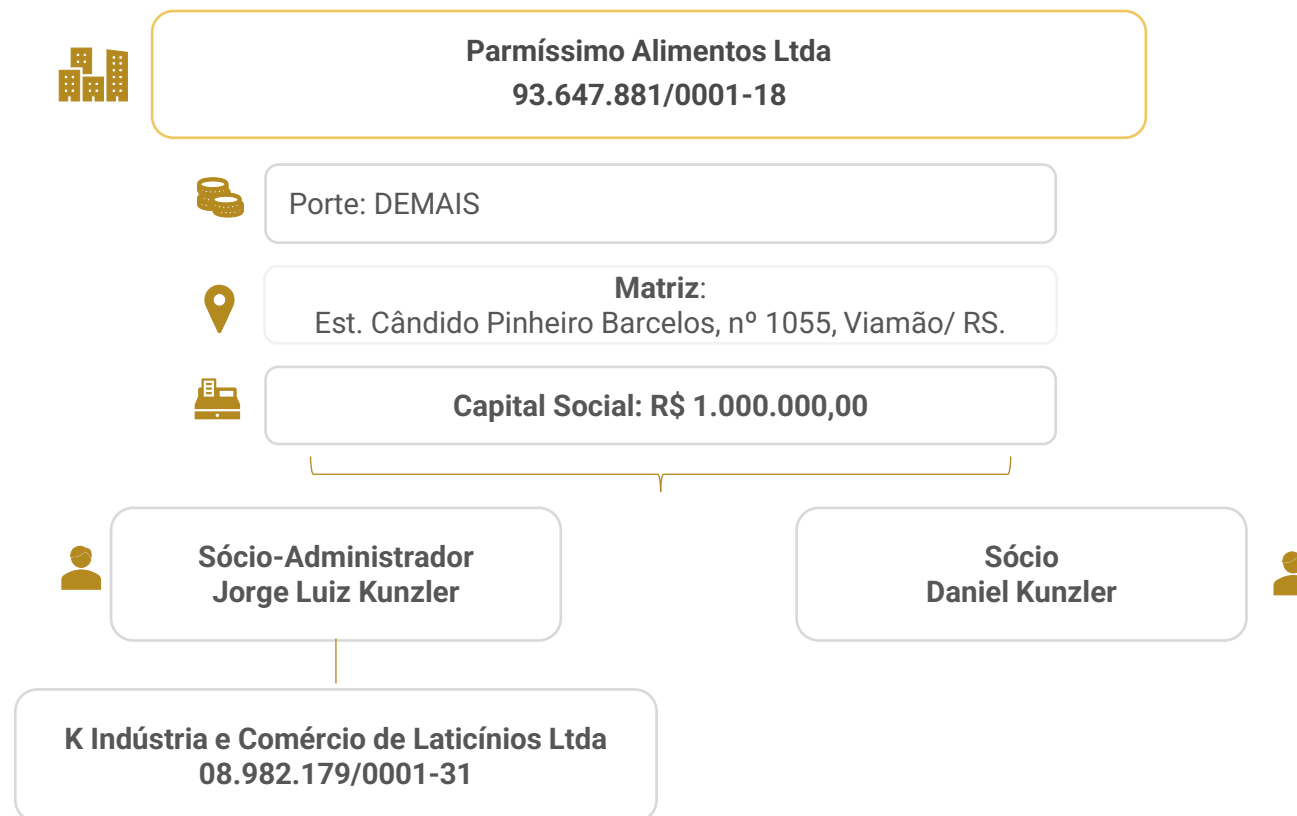 Parmíssimo Alimentos Ltda
93.647.881/0001-18
Porte: DEMAIS
Matriz:
Est. Cândido Pinheiro Barcelos, nº 1055, Viamão/ RS.
Capital Social: R$ 1.000.000,00
Sócio-Administrador
Jorge Luiz Kunzler
Sócio
Daniel Kunzler
K Indústria e Comércio de Laticínios Ltda
08.982.179/0001-31